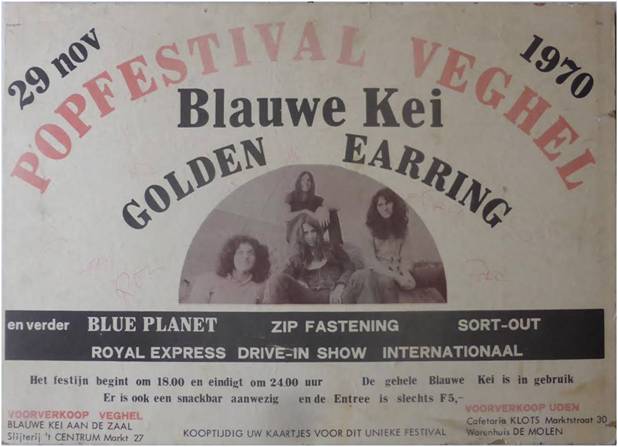 29 nov
1970
POPFESTIVAL VEGHEL
Blauwe Kei
GOLDEN EARRING
en verder BLUE PLANET ZIP FASTENING SORT-OUT
ROYAL EXPRESS DRIVE-IN SHOW INTERNATIONAAL
Het festijn begint om 18.00 en eindigt om 24.00 uur De gehele Blauwe Kei is in gebruik
Er is ook een snackbar aanwezig en de Entree is slechts F5,-
VOORVERKOOP VEGHEL
BLAUWE KEI AAN DE ZAAL
Slijterij 't CENTRUM Markt 27
KOOPTIJDIG UW KAARTJES VOOR DIT UNIEKE FESTIVAL
VOORVERKOOP UDEN
Cafetaria KLOTS Marktstraat 30
Warenhuis DE MOLEN